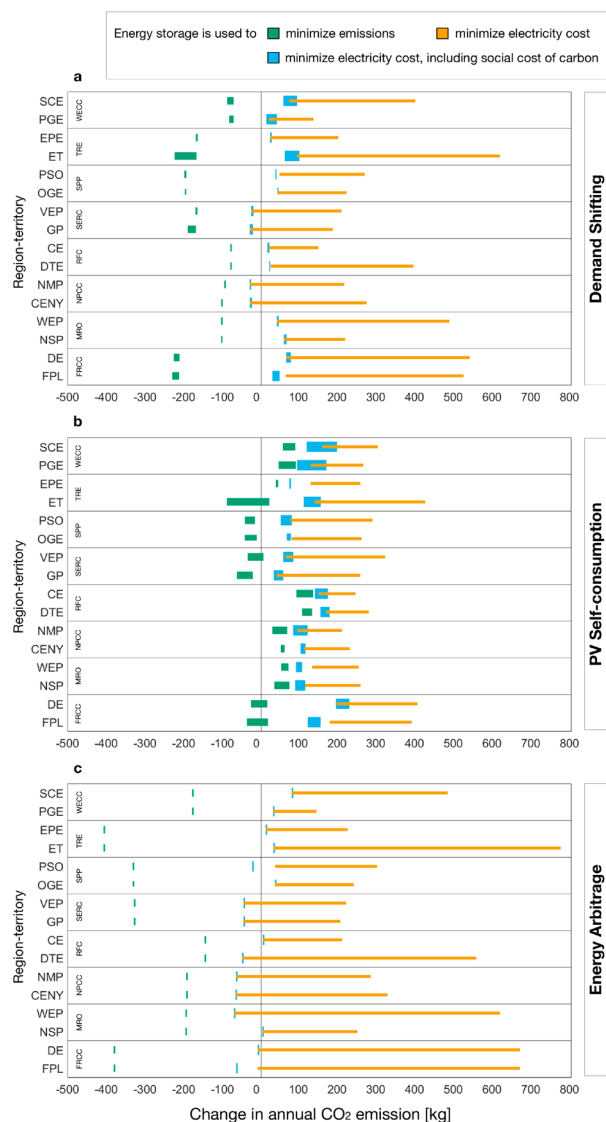 Energy storage is used to minimize emissions minimize electricity cost
minimize electricity cost, including social cost of carbon
a
SCE
PGE
WECC
EPE
ET
TRE
PSO
OGE
SPP
VEP
GP
SERC
CE
DTE
RFC
NMP
CENY
NPCC
WEP
NSP
MRO
DE
FPL
FRCC
Region-territory
Demand Shifting
-500 -400 -300 -200 -100 0 100 200 300 400 500 600 700 800
b
SCE
PGE
WECC
EPE
ET
TRE
PSO
OGE
SPP
VEP
GP
SERC
CE
DTE
RFC
NMP
CENY
NPCC
WEP
NSP
MRO
DE
FPL
FRCC
Region-territory
PV Self-consumption
-500 -400 -300 -200 -100 0 100 200 300 400 500 600 700 800
c
SCE
PGE
WECC
EPE
ET
TRE
PSO
OGE
SPP
VEP
GP
SERC
CE
DTE
RFC
NMP
CENY
NPCC
WEP
NSP
MRO
DE
FPL
FRCC
Region-territory
Energy Arbitrage
-500 -400 -300 -200 -100 0 100 200 300 400 500 600 700 800
Change in annual CO₂ emission [kg]